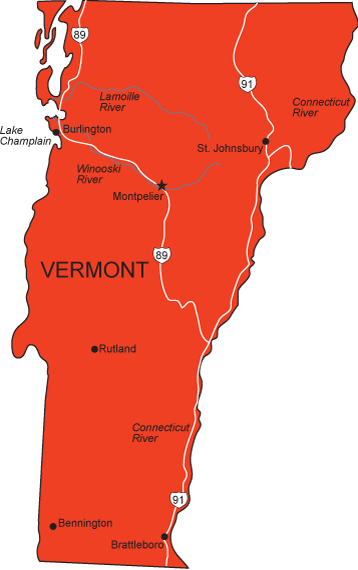 89
91
Lamoille
River
Connecticut
River
Lake
Champlain
Burlington
St. Johnsbury
Winooski
River
Montpelier
89
VERMONT
Rutland
Connecticut
River
91
Bennington
Brattleboro